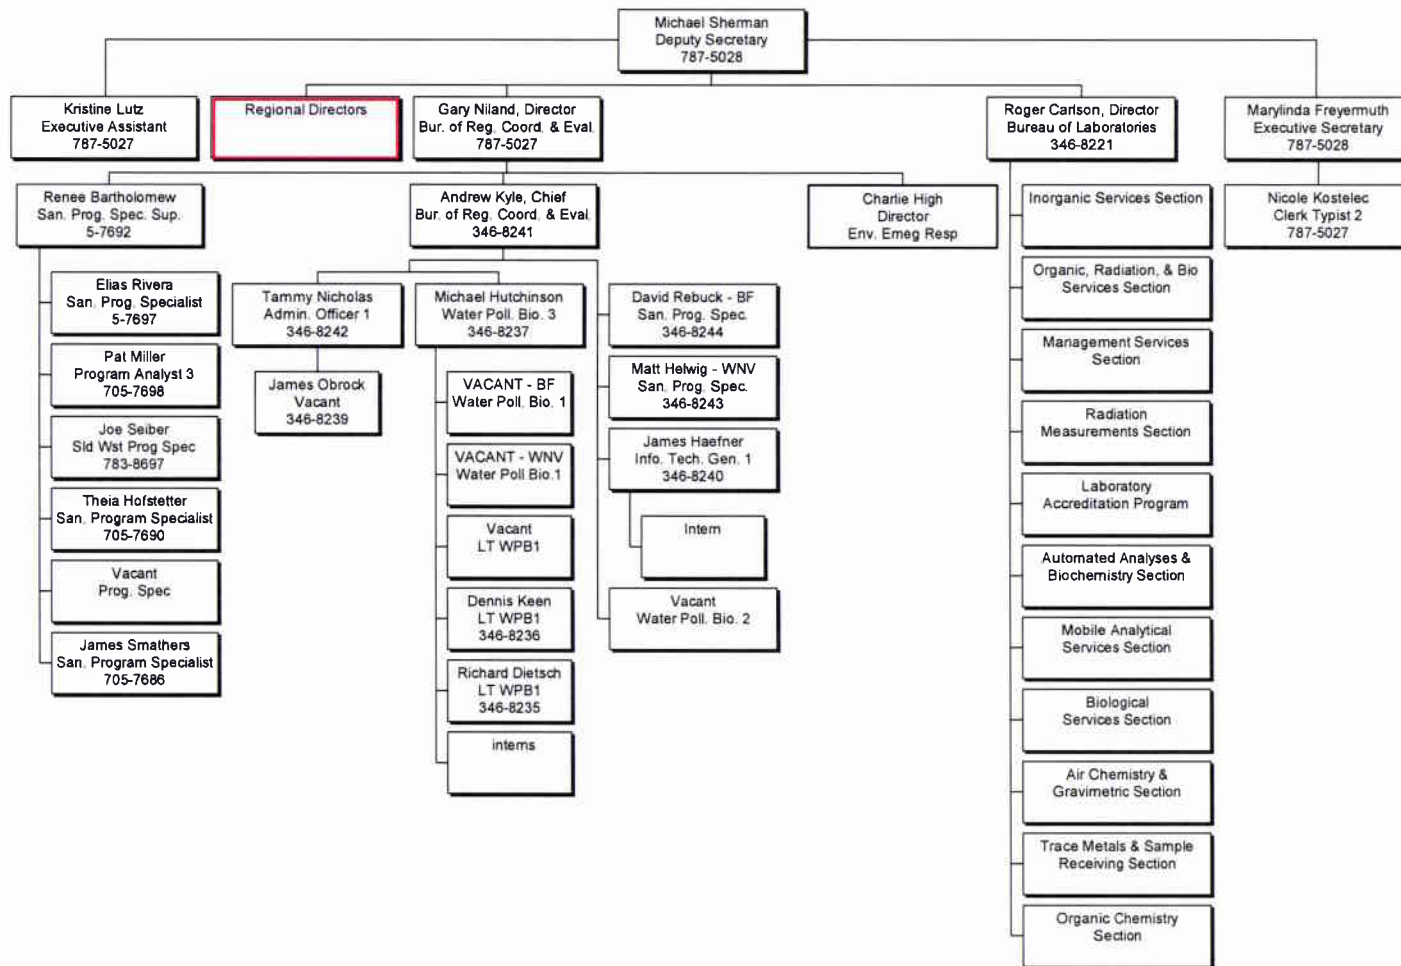 Michael Sherman
Deputy Secretary
787-5028
Kristine Lutz
Executive Assistant
787-5027
Regional Directors
Gary Niland, Director
Bur. of Reg. Coord. & Eval.
787-5027
Roger Carlson, Director
Bureau of Laboratories
346-8221
Marylinda Freyermuth
Executive Secretary
787-5028
Renee Bartholomew
San. Prog. Spec. Sup.
5-7692
Andrew Kyle, Chief
Bur. of Reg. Coord. & Eval.
346-8241
Charlie High
Director
Env. Emeg Resp
Nicole Kostelec
Clerk Typist 2
787-5027
Elias Rivera
San. Prog. Specialist
5-7697
Pat Miller
Program Analyst 3
705-7698
Joe Seiber
Sld Wst Prog Spec
783-8697
Theia Hofstetter
San. Program Specialist
705-7690
Vacant
Prog. Spec
James Smathers
San. Program Specialist
705-7686
Tammy Nicholas
Admin. Officer 1
346-8242
James Obrock
Vacant
346-8239
Michael Hutchinson
Water Poll. Bio. 3
346-8237
VACANT - BF
Water Poll. Bio. 1
VACANT - WNV
Water Poll Bio.1
Vacant
LT WPB1
Dennis Keen
LT WPB1
346-8236
Richard Dietsch
LT WPB1
346-8235
interns
David Rebuck - BF
San. Prog. Spec.
346-8244
Matt Helwig - WNV
San. Prog. Spec.
346-8243
James Haefner
Info. Tech. Gen. 1
346-8240
Intern
Vacant
Water Poll. Bio. 2
Inorganic Services Section
Organic, Radiation, & Bio
Services Section
Management Services
Section
Radiation
Measurements Section
Laboratory
Accreditation Program
Automated Analyses &
Biochemistry Section
Mobile Analytical
Services Section
Biological
Services Section
Air Chemistry &
Gravimetric Section
Trace Metals & Sample
Receiving Section
Organic Chemistry
Section